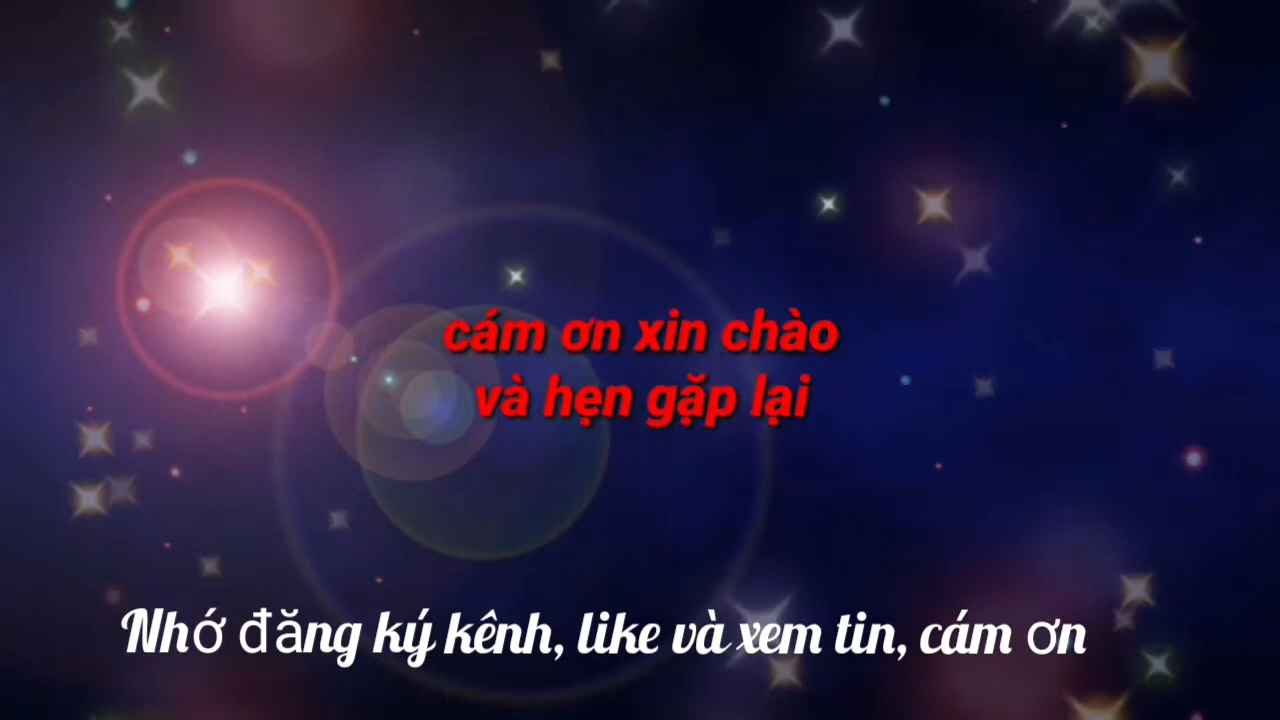 cám ơn xin chào
và hẹn gặp lại
Nhớ đăng ký kênh, like và xem tin, cám ơn